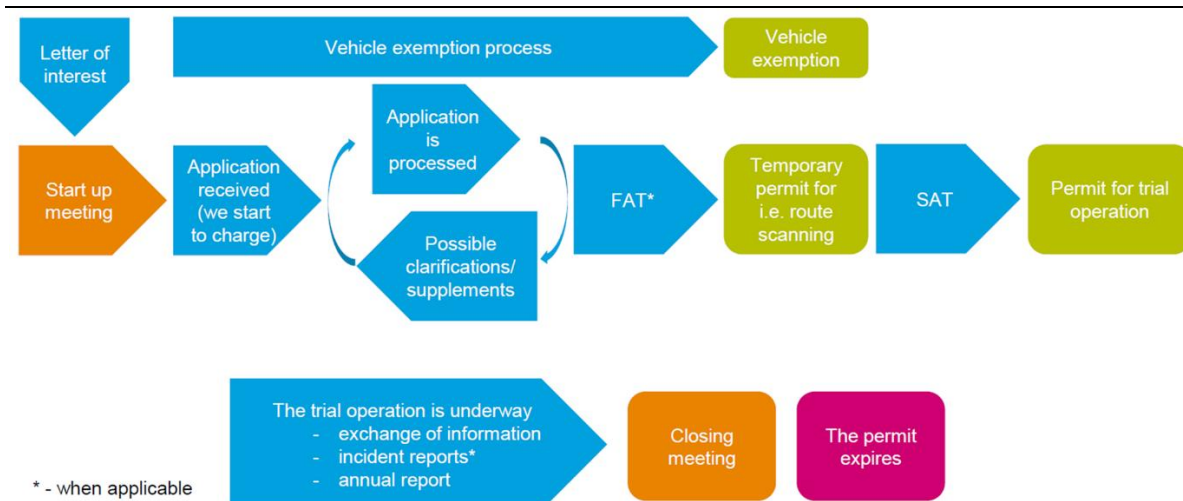 Letter of
interest
Vehicle exemption process
Vehicle
exemption
Start up
meeting
Application
received
(we start
to charge)
Application
is
processed
Possible
clarifications/
supplements
FAT*
Temporary
permit for
i.e. route
scanning
SAT
Permit for trial
operation
The trial operation is underway
- exchange of information
- incident reports*
- annual report
Closing
meeting
The permit
expires
* - when applicable